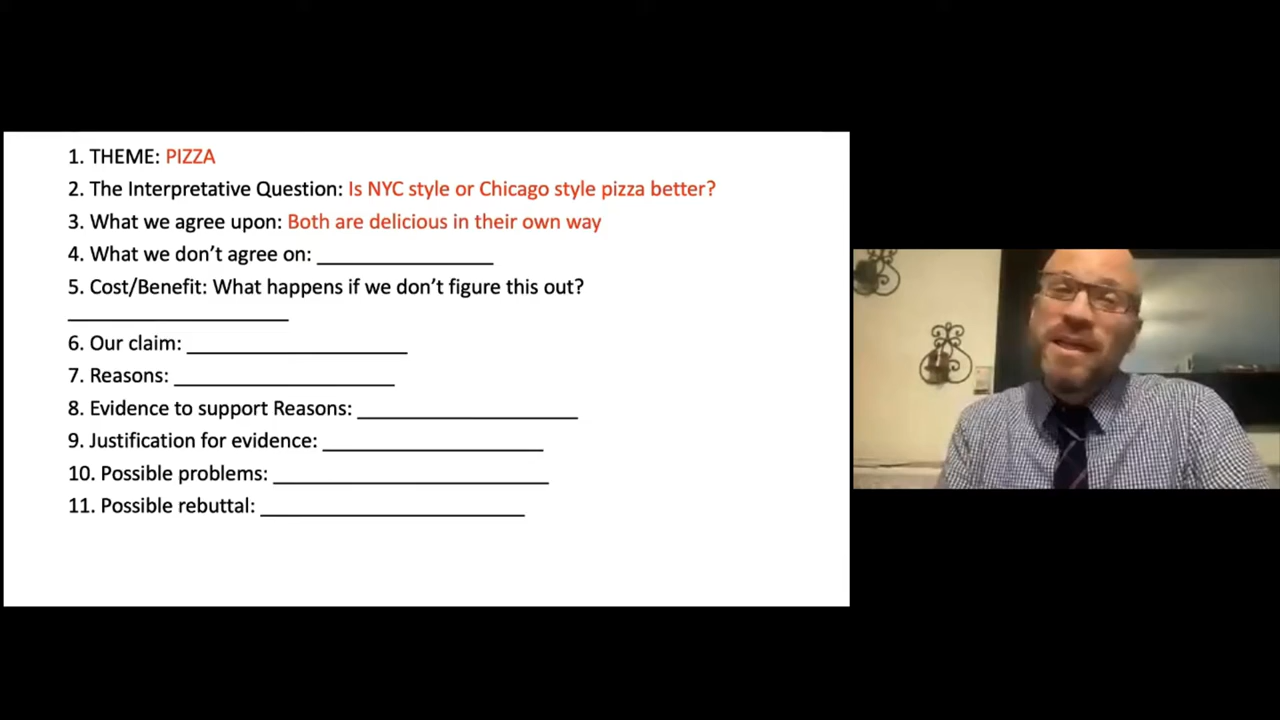 1. THEME: PIZZA
2. The Interpretative Question: Is NYC style or Chicago style pizza better?
3. What we agree upon: Both are delicious in their own way
4. What we don’t agree on: ________________
5. Cost/Benefit: What happens if we don’t figure this out?
____________________
6. Our claim: ____________________
7. Reasons: ____________________
8. Evidence to support Reasons: ____________________
9. Justification for evidence: ____________________
10. Possible problems: _________________________
11. Possible rebuttal: ________________________